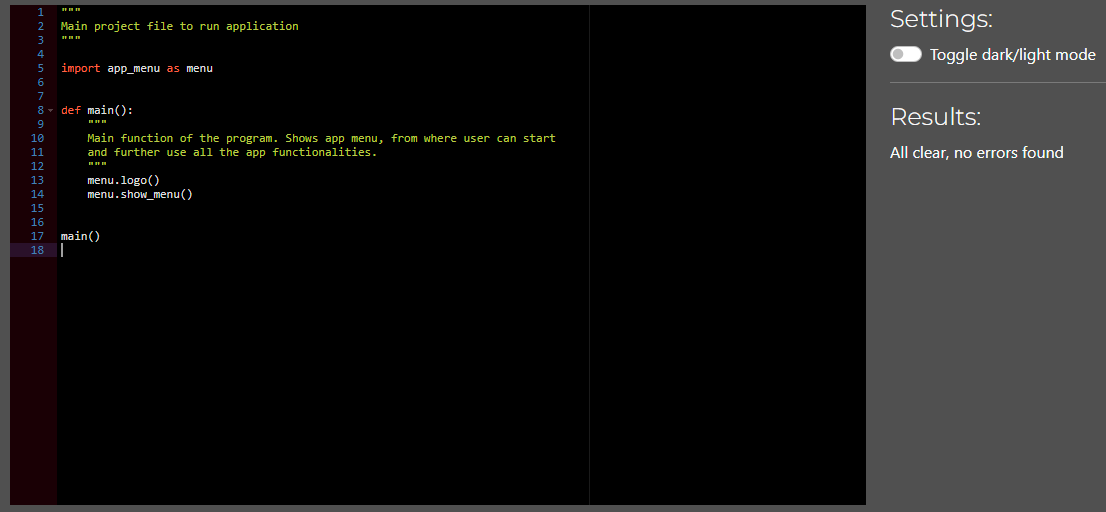 1 """
2 Main project file to run application
3 """
4
5 import app_menu as menu
6
7
8 def main():
9     """
10     Main function of the program. Shows app menu, from where user can start
11     and further use all the app functionalities.
12     """
13     menu.logo()
14     menu.show_menu()
15
16
17 main()
18
Settings:
Toggle dark/light mode
Results:
All clear, no errors found